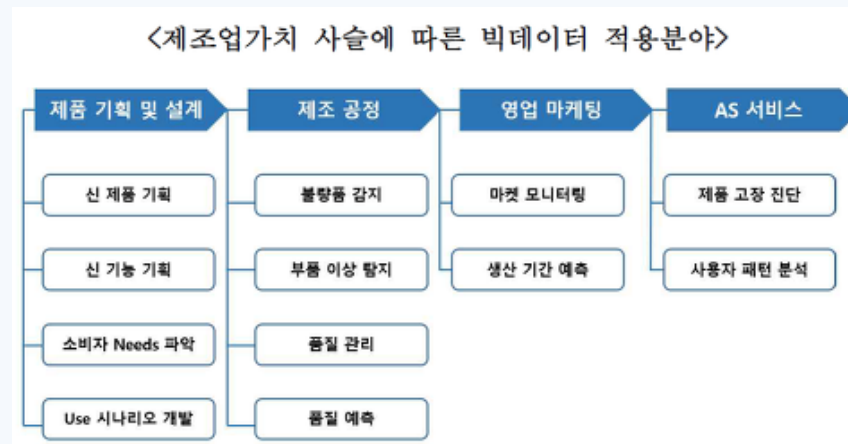 <제조업가치 사슬에 따른 빅데이터 적용분야>
제품 기획 및 설계
신 제품 기획
신 기능 기획
소비자 Needs 파악
Use 시나리오 개발
제조 공정
불량품 감지
부품 이상 탐지
품질 관리
품질 예측
영업 마케팅
마켓 모니터링
생산 기간 예측
AS 서비스
제품 고장 진단
사용자 패턴 분석